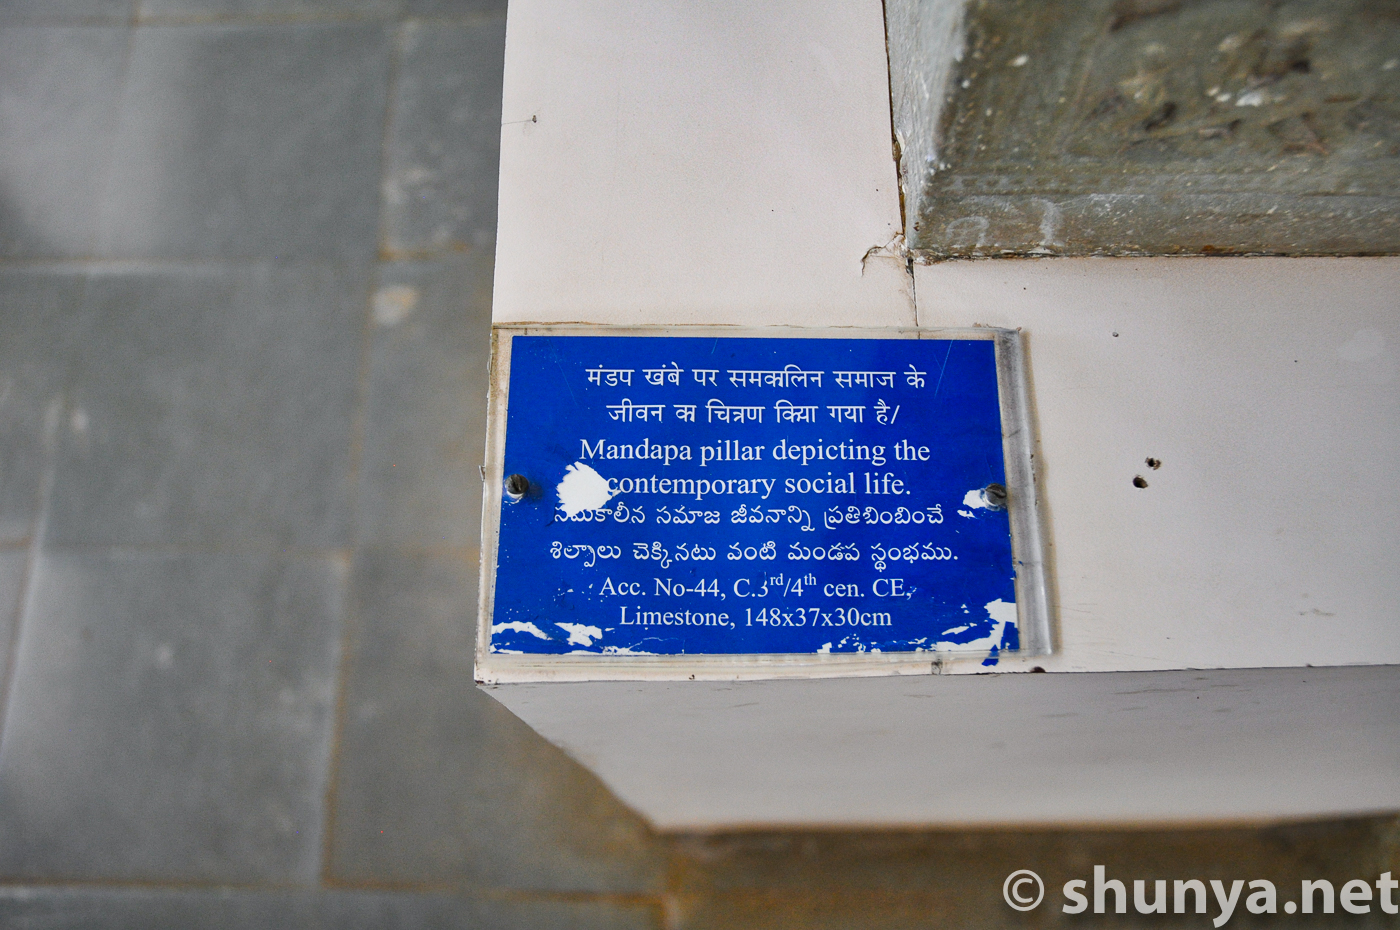 मंडप खंबे पर समकालिन समाज के
जीवन का चित्रण किया गया है/
Mandapa pillar depicting the
contemporary social life.
సమకాలీన సమాజ జీవనాన్ని ప్రతిబింబించే
శిల్పాలు చెక్కినటు వంటి మండప స్థంభము.
Acc. No-44, C.3rd/4th cen. CE,
Limestone, 148x37x30cm
© shunya.net